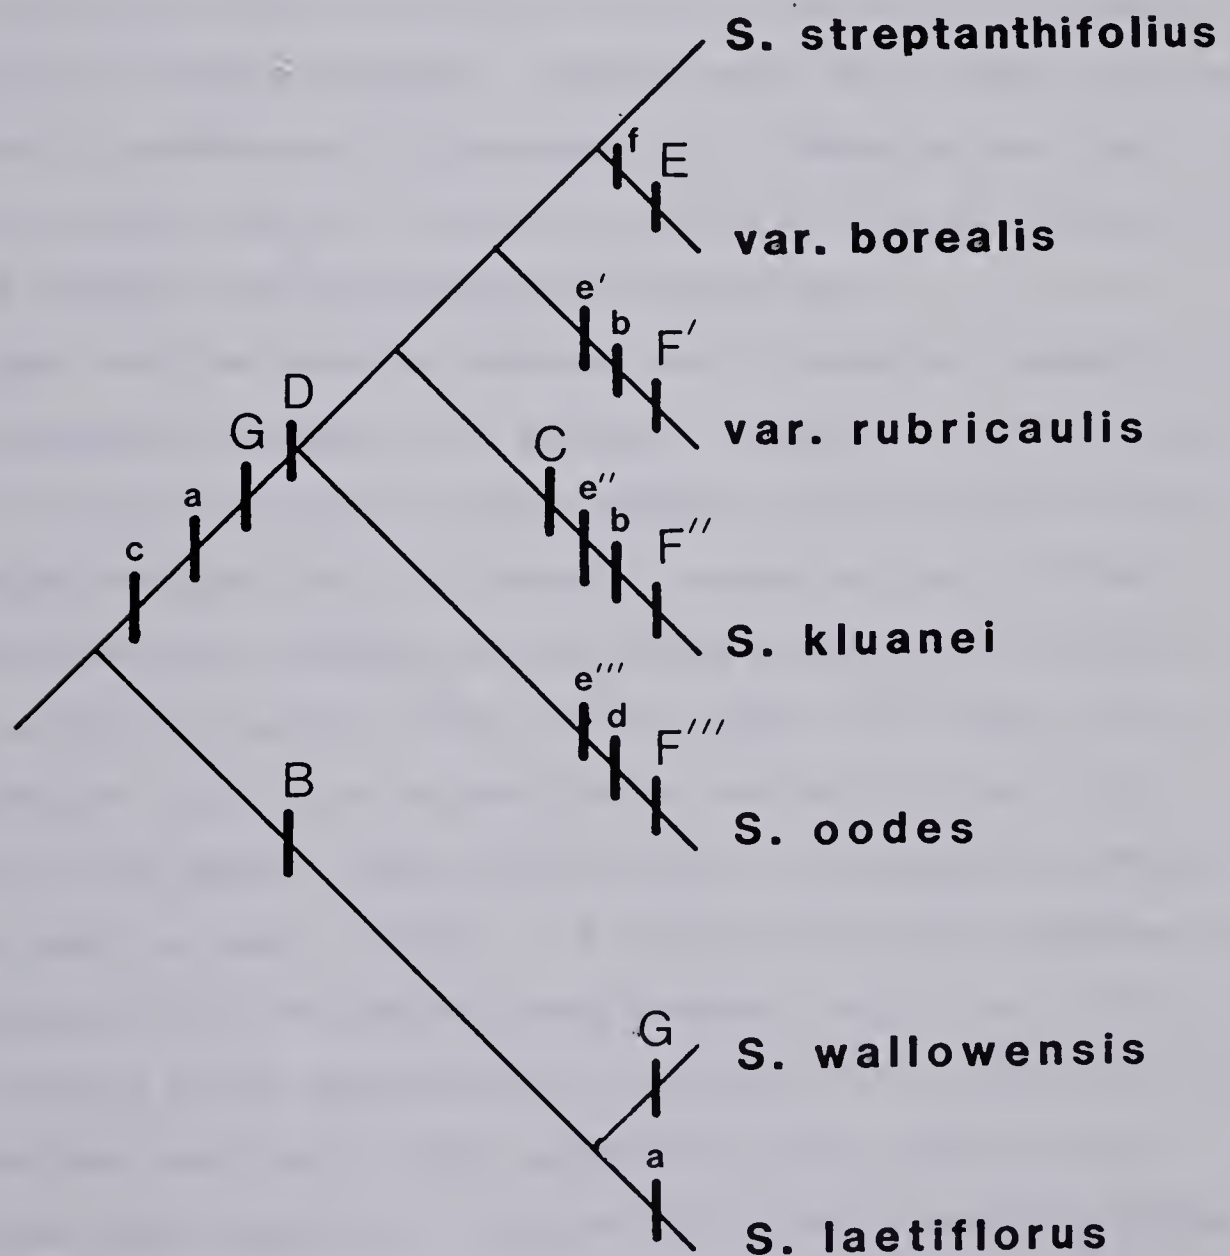 S. streptanthifolius
f E
var. borealis
e′
b F′
var. rubricaulis
D
G
C
a
e″
b F″
c
S. kluanei
e‴
d F‴
B
S. oodes
G
S. wallowensis
a
S. laetiflorus